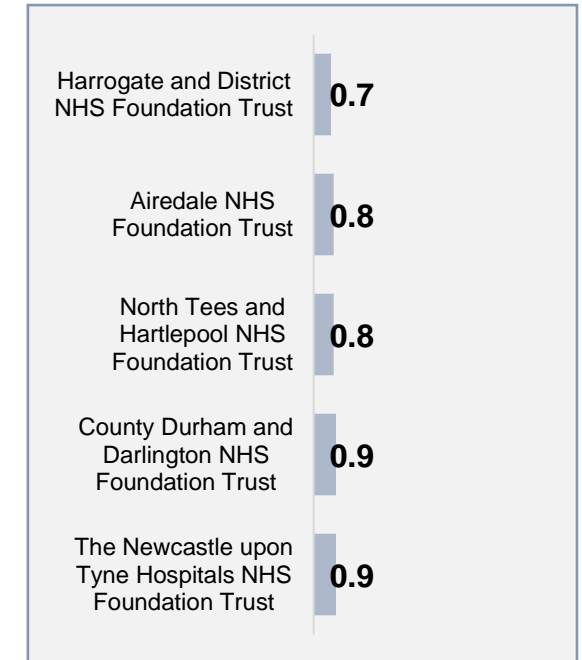 Harrogate and District
NHS Foundation Trust
0.7
Airedale NHS
Foundation Trust
0.8
North Tees and
Hartlepool NHS
Foundation Trust
0.8
County Durham and
Darlington NHS
Foundation Trust
0.9
The Newcastle upon
Tyne Hospitals NHS
Foundation Trust
0.9